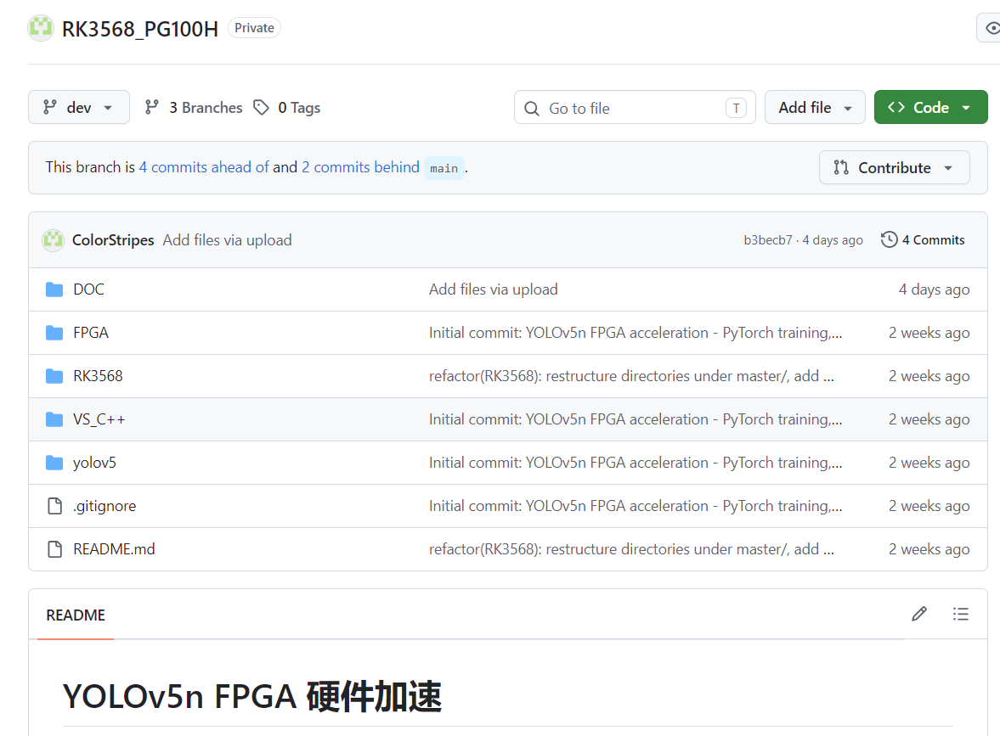 RK3568_PG100H Private
dev 3 Branches 0 Tags Go to file T Add file Code
This branch is 4 commits ahead of and 2 commits behind main .
Contribute
ColorStripes Add files via upload b3becb7 · 4 days ago 4 Commits
DOC Add files via upload 4 days ago
FPGA Initial commit: YOLOv5n FPGA acceleration - PyTorch training,... 2 weeks ago
RK3568 refactor(RK3568): restructure directories under master/, add ... 2 weeks ago
VS_C++ Initial commit: YOLOv5n FPGA acceleration - PyTorch training,... 2 weeks ago
yolov5 Initial commit: YOLOv5n FPGA acceleration - PyTorch training,... 2 weeks ago
.gitignore Initial commit: YOLOv5n FPGA acceleration - PyTorch training,... 2 weeks ago
README.md refactor(RK3568): restructure directories under master/, add ... 2 weeks ago
README
YOLOv5n FPGA 硬件加速